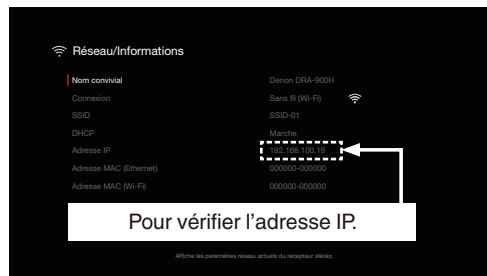 Réseau/Informations
Nom convivial Denon DRA-900H
Connexion Sans fil (Wi-Fi)
SSID SSID-01
DHCP Marche
Adresse IP 192.168.100.19
Adresse MAC (Ethernet) 000000-000000
Adresse MAC (Wi-Fi) 000000-000000
Pour vérifier l’adresse IP.
Affiche les paramètres réseau actuels du récepteur stéréo.